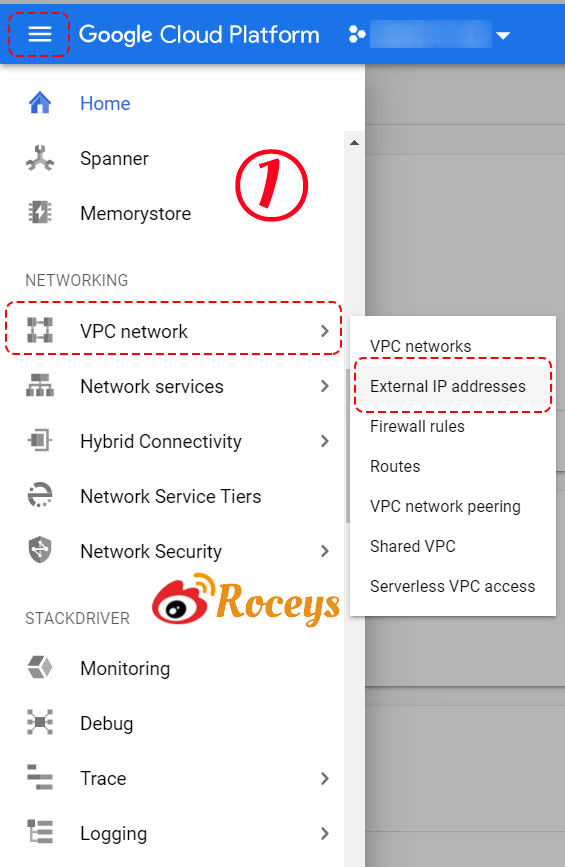 Google Cloud Platform
Home
Spanner
1
Memorystore
NETWORKING
VPC network
Network services
Hybrid Connectivity
Network Service Tiers
Network Security
VPC networks
External IP addresses
Firewall rules
Routes
VPC network peering
Shared VPC
Serverless VPC access
Roceys
STACKDRIVER
Monitoring
Debug
Trace
Logging